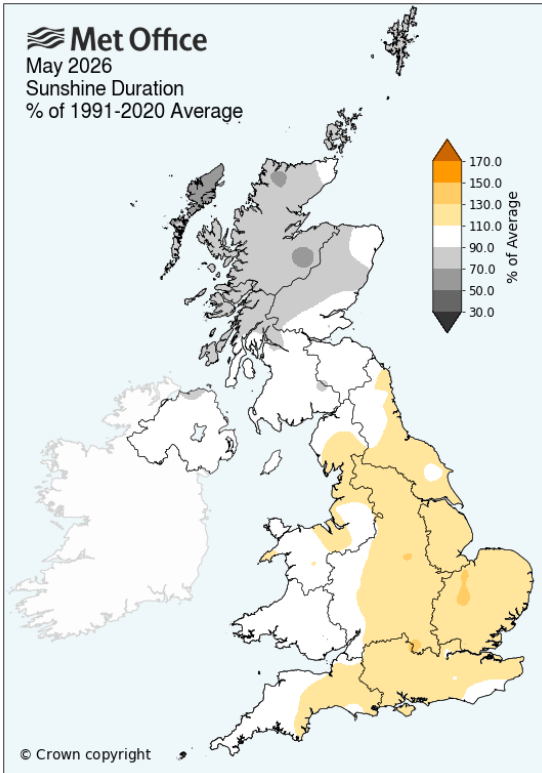 Met Office
May 2026
Sunshine Duration
% of 1991-2020 Average
170.0
150.0
130.0
110.0
90.0
70.0
50.0
30.0
% of Average
© Crown copyright